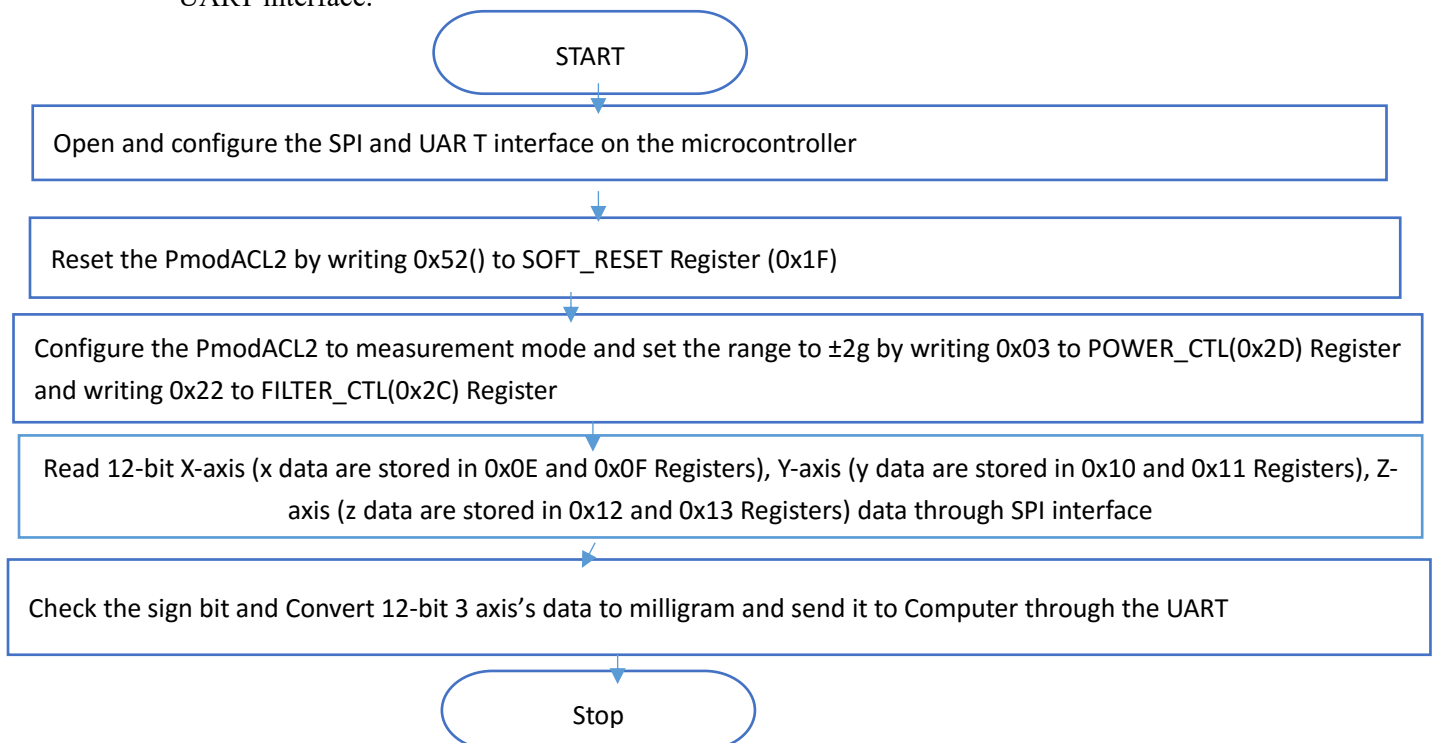 UART interface.
START
Open and configure the SPI and UAR T interface on the microcontroller
Reset the PmodACL2 by writing 0x52() to SOFT_RESET Register (0x1F)
Configure the PmodACL2 to measurement mode and set the range to ±2g by writing 0x03 to POWER_CTL(0x2D) Register
and writing 0x22 to FILTER_CTL(0x2C) Register
Read 12-bit X-axis (x data are stored in 0x0E and 0x0F Registers), Y-axis (y data are stored in 0x10 and 0x11 Registers), Z-
axis (z data are stored in 0x12 and 0x13 Registers) data through SPI interface
Check the sign bit and Convert 12-bit 3 axis’s data to milligram and send it to Computer through the UART
Stop